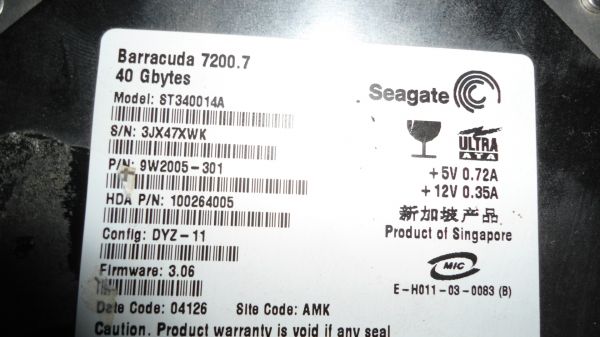 Barracuda 7200.7
40 Gbytes
Model: ST340014A
S/N: 3JX47XWK
P/N: 9W2005-301
HDA P/N: 100264005
Config: DYZ-11
Firmware: 3.06
Date Code: 04126 Site Code: AMK
Caution. Product warranty is void if any seal
Seagate
ULTRA
ATA
+5V 0.72A
+12V 0.35A
新加坡产品
Product of Singapore
MIC
E-H011-03-0083 (B)